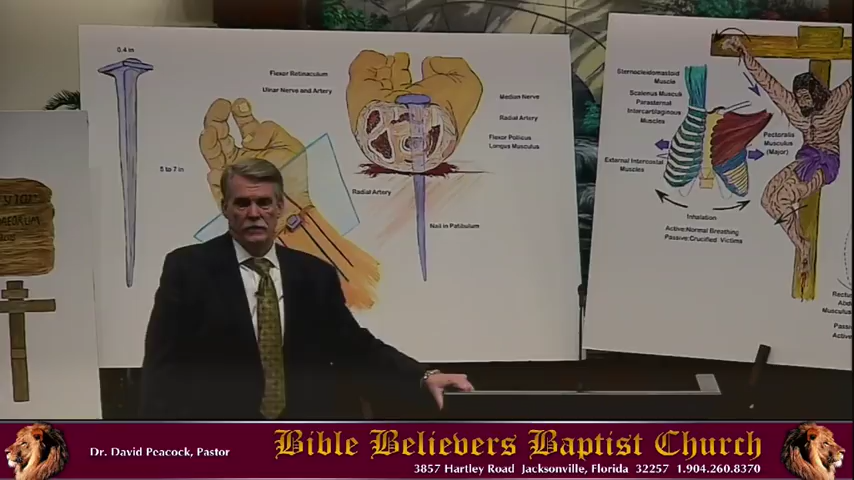 0.4 in
Flexor Retinaculum
Ulnar Nerve and Artery
5 to 7 in
Median Nerve
Radial Artery
Flexor Pollicus
Longus Musculus
Radial Artery
Nail in Patibulum
Sternocleidomastoid
Muscle
Scalenus Musculi
Parasternal
Intercartilaginous
Muscles
External Intercostal
Muscles
Pectoralis
Musculus
(Major)
Inhalation
Active:Normal Breathing
Passive:Crucified Victims
Musculus
Dr. David Peacock, Pastor
Bible Believers Baptist Church
3857 Hartley Road Jacksonville, Florida 32257 1.904.260.8370